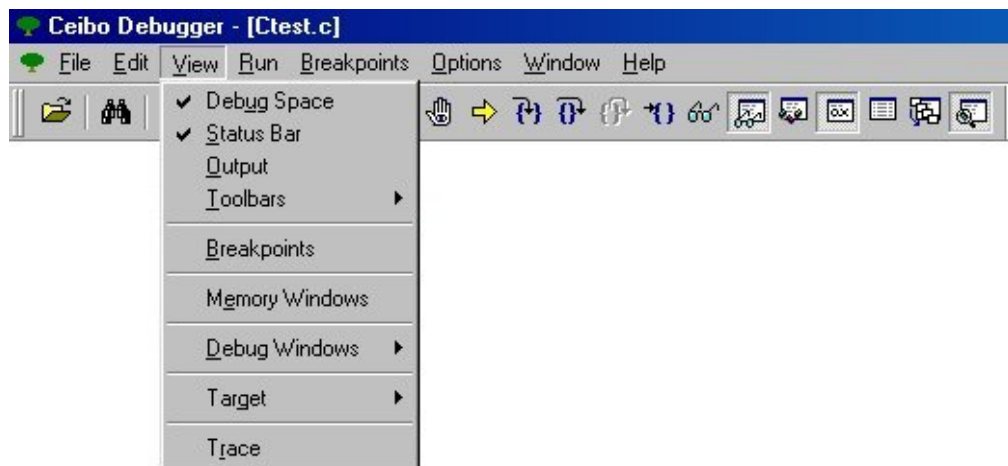 Ceibo Debugger - [Ctest.c]
File Edit View Run Breakpoints Options Window Help
Debug Space
Status Bar
Output
Toolbars
Breakpoints
Memory Windows
Debug Windows
Target
Trace